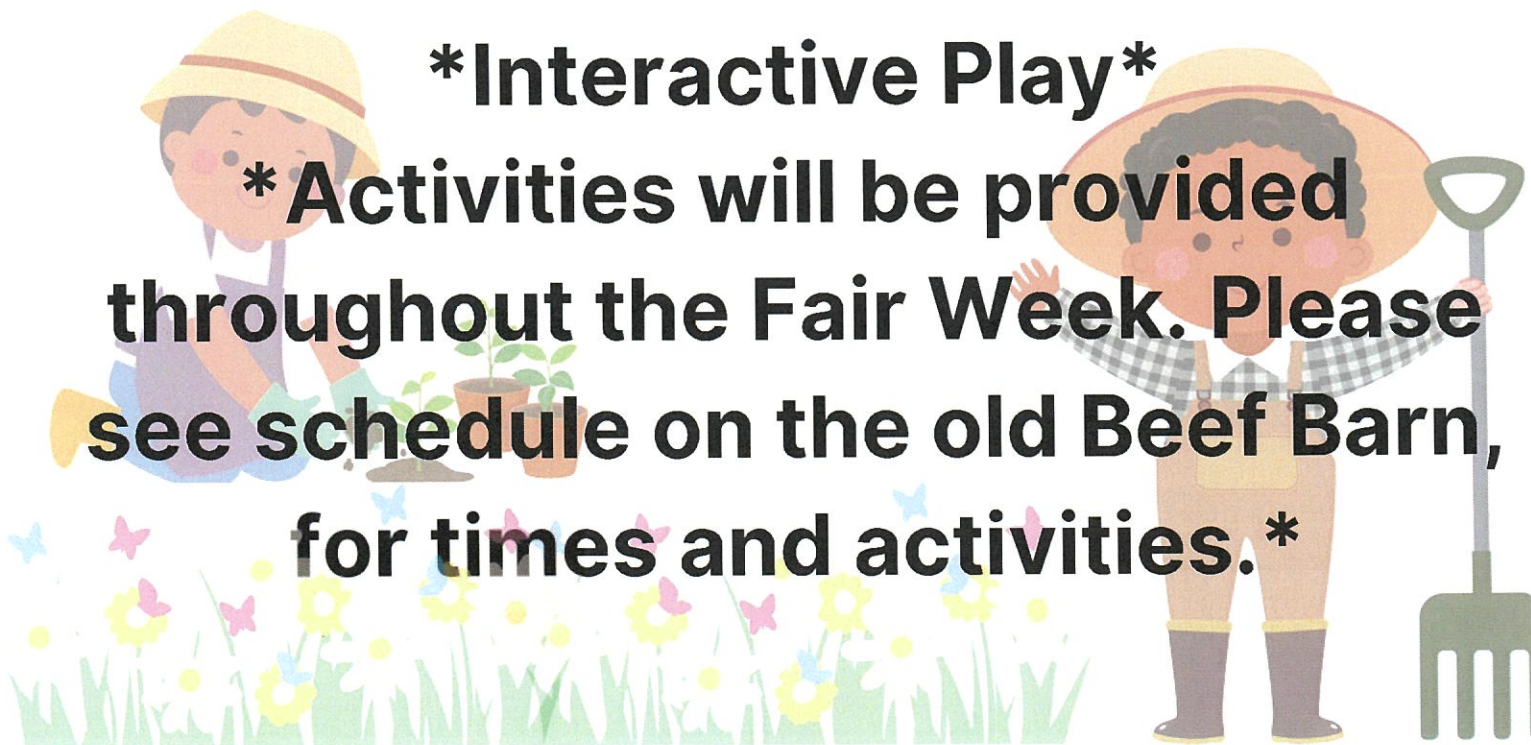 *Interactive Play*
*Activities will be provided
throughout the Fair Week. Please
see schedule on the old Beef Barn,
for times and activities. *